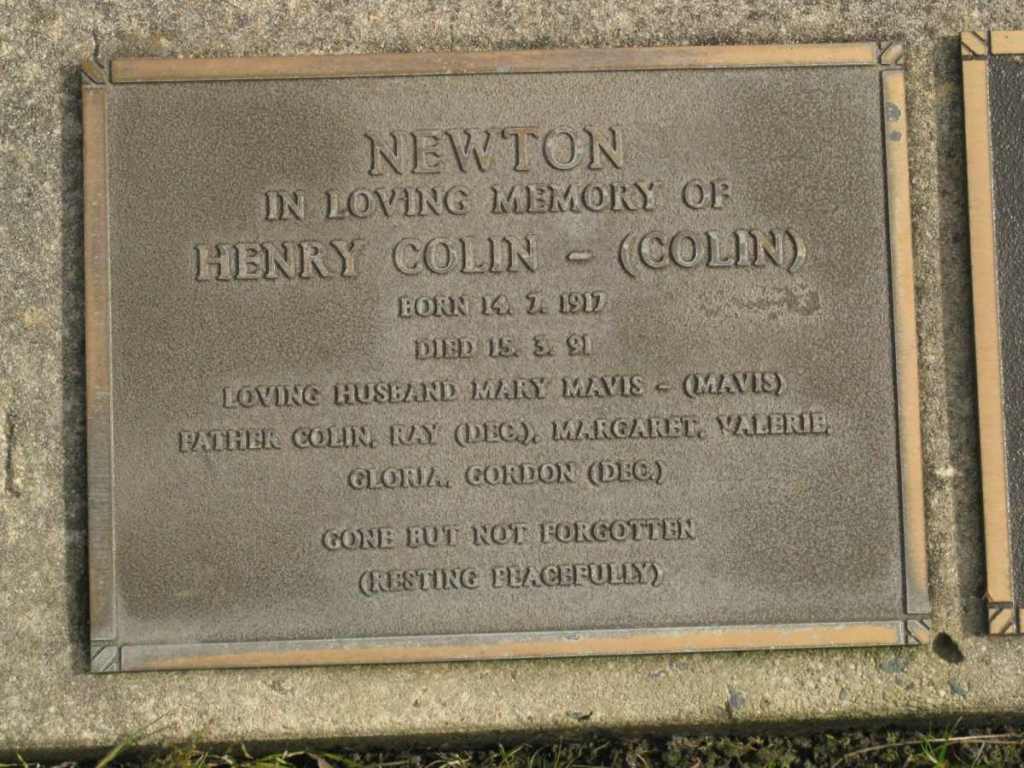 NEWTON
IN LOVING MEMORY OF
HENRY COLIN - (COLIN)
BORN 14. 7. 1917
DIED 15. 3. 91
LOVING HUSBAND MARY MAVIS - (MAVIS)
FATHER COLIN, RAY (DEC.), MARGARET, VALERIE,
GLORIA, GORDON (DEC.)
GONE BUT NOT FORGOTTEN
(RESTING PEACEFULLY)